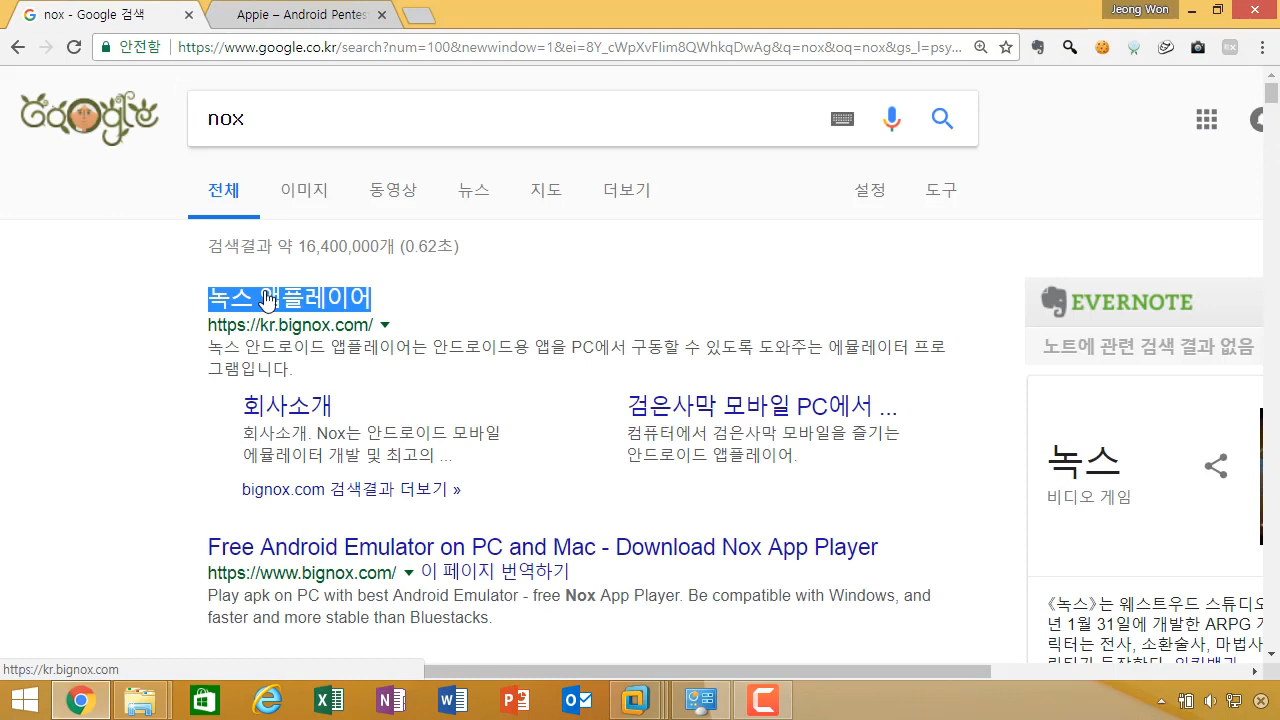 nox - Google 검색
Appie – Android Pentes
Jeong Won
안전함
https://www.google.co.kr/search?num=100&newwindow=1&ei=8Y_cWpXvFIim8QWhkqDwAg&q=nox&oq=nox&gs_l=psy...
Google
nox
전체 이미지 동영상 뉴스 지도 더보기 설정 도구
검색결과 약 16,400,000개 (0.62초)
녹스 앱플레이어
https://kr.bignox.com/
녹스 안드로이드 앱플레이어는 안드로이드용 앱을 PC에서 구동할 수 있도록 도와주는 에뮬레이터 프로
그램입니다.
회사소개
회사소개. Nox는 안드로이드 모바일
에뮬레이터 개발 및 최고의 ...
검은사막 모바일 PC에서 ...
컴퓨터에서 검은사막 모바일을 즐기는
안드로이드 앱플레이어.
bignox.com 검색결과 더보기 »
Free Android Emulator on PC and Mac - Download Nox App Player
https://www.bignox.com/ 이 페이지 번역하기
Play apk on PC with best Android Emulator - free Nox App Player. Be compatible with Windows, and
faster and more stable than Bluestacks.
EVERNOTE
노트에 관련 검색 결과 없음
녹스
비디오 게임
《녹스》는 웨스트우드 스튜디오
년 1월 31일에 개발한 ARPG
릭터는 전사, 소환술사, 마법사
https://kr.bignox.com